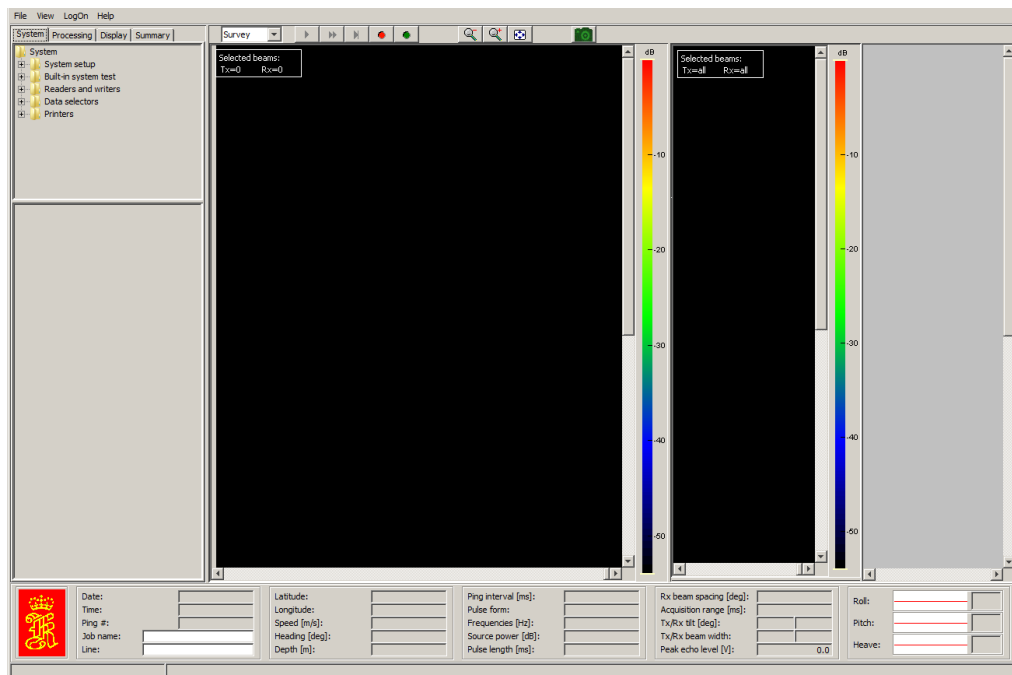 File View LogOn Help
System Processing Display Summary
Survey
System
System setup
Built-in system test
Readers and writers
Data selectors
Printers
Selected beams:
Tx=0 Rx=0
dB
-10
-20
-30
-40
-50
Selected beams:
Tx=all Rx=all
dB
-10
-20
-30
-40
-50
Date:
Time:
Ping #:
Job name:
Line:
Latitude:
Longitude:
Speed [m/s]:
Heading [deg]:
Depth [m]:
Ping interval [ms]:
Pulse form:
Frequencies [Hz]:
Source power [dB]:
Pulse length [ms]:
Rx beam spacing [deg]:
Acquisition range [ms]:
Tx/Rx tilt [deg]:
Tx/Rx beam width:
Peak echo level [V]: 0.0
Roll:
Pitch:
Heave: